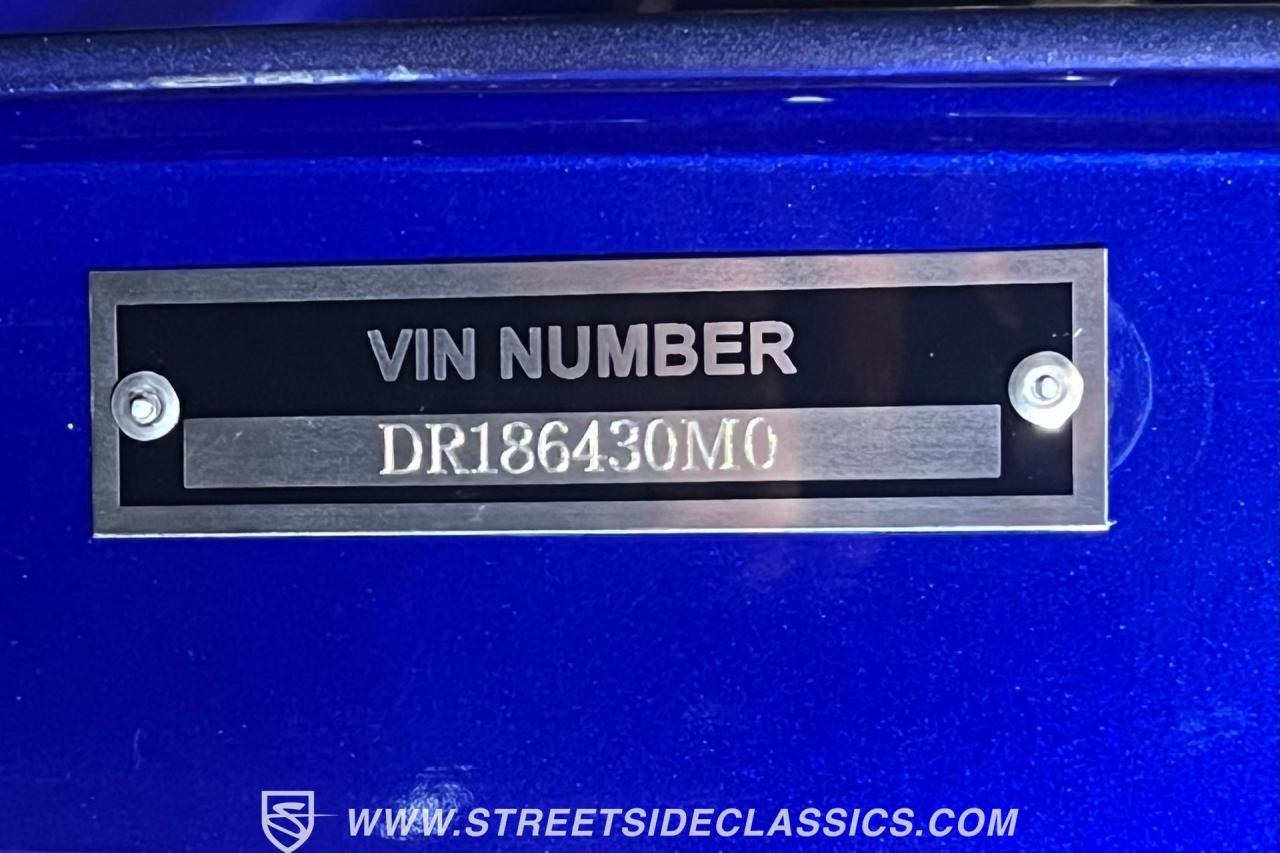 VIN NUMBER
DR186430M0
WWW.STREETSIDECLASSICS.COM